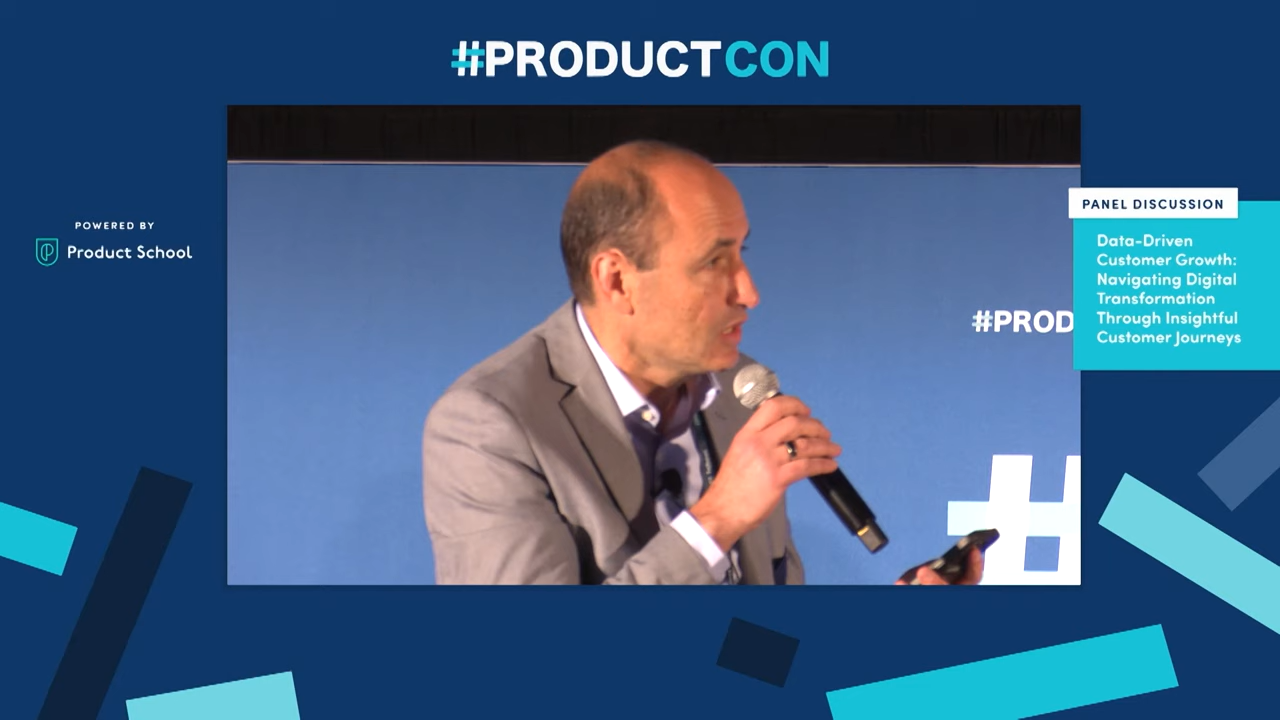 #PRODUCTCON
POWERED BY
Product School
PANEL DISCUSSION
Data-Driven
Customer Growth:
Navigating Digital
Transformation
Through Insightful
Customer Journeys
#PROD
#